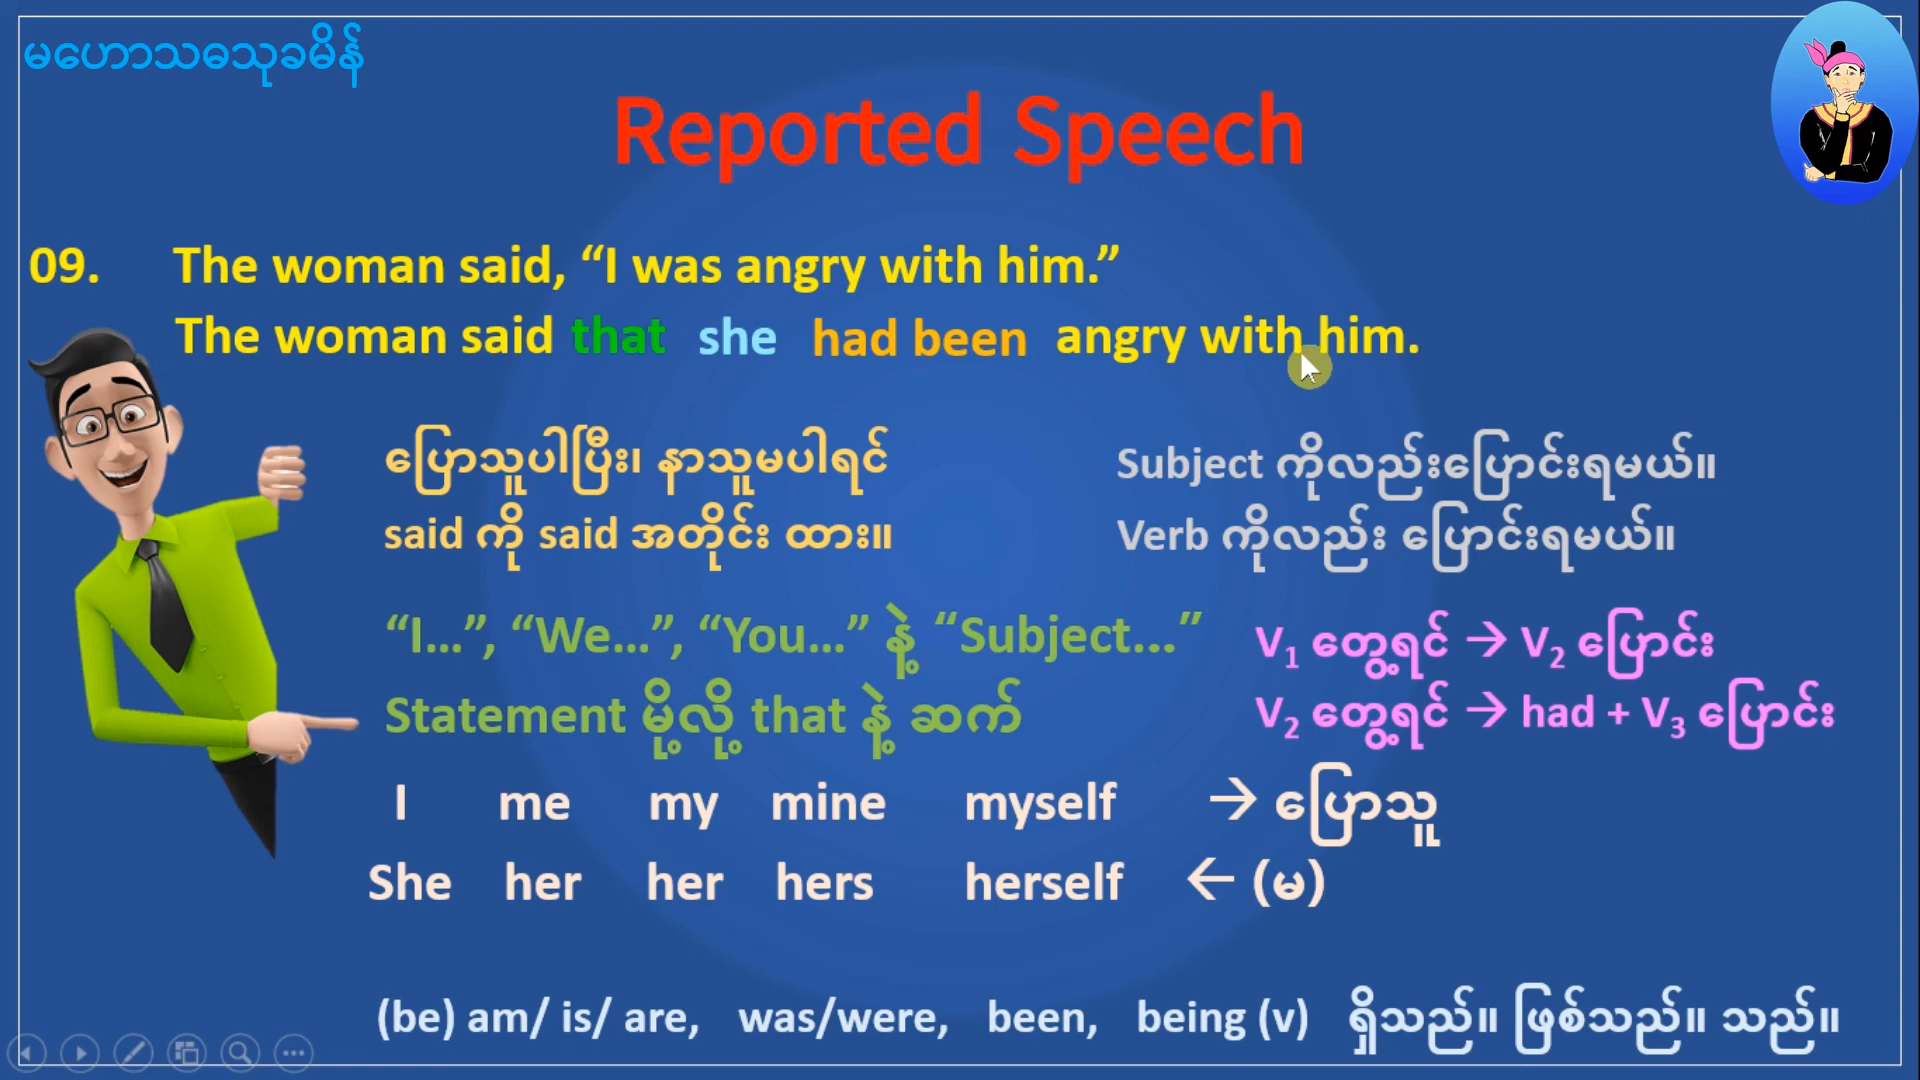 မဟောသဓသုခမိန်
Reported Speech
09. The woman said, “I was angry with him.”
The woman said that she had been angry with him.
ပြောသူပါပြီး၊ နာသူမပါရင်
said ကို said အတိုင်း ထား။
Subject ကိုလည်းပြောင်းရမယ်။
Verb ကိုလည်း ပြောင်းရမယ်။
“I...”, “We...”, “You...” နဲ့ “Subject...”
Statement မို့လို့ that နဲ့ ဆက်
V₁ တွေ့ရင် → V₂ ပြောင်း
V₂ တွေ့ရင် → had + V₃ ပြောင်း
I me my mine myself → ပြောသူ
She her her hers herself ← (မ)
(be) am/ is/ are, was/were, been, being (v) ရှိသည်။ ဖြစ်သည်။ သည်။